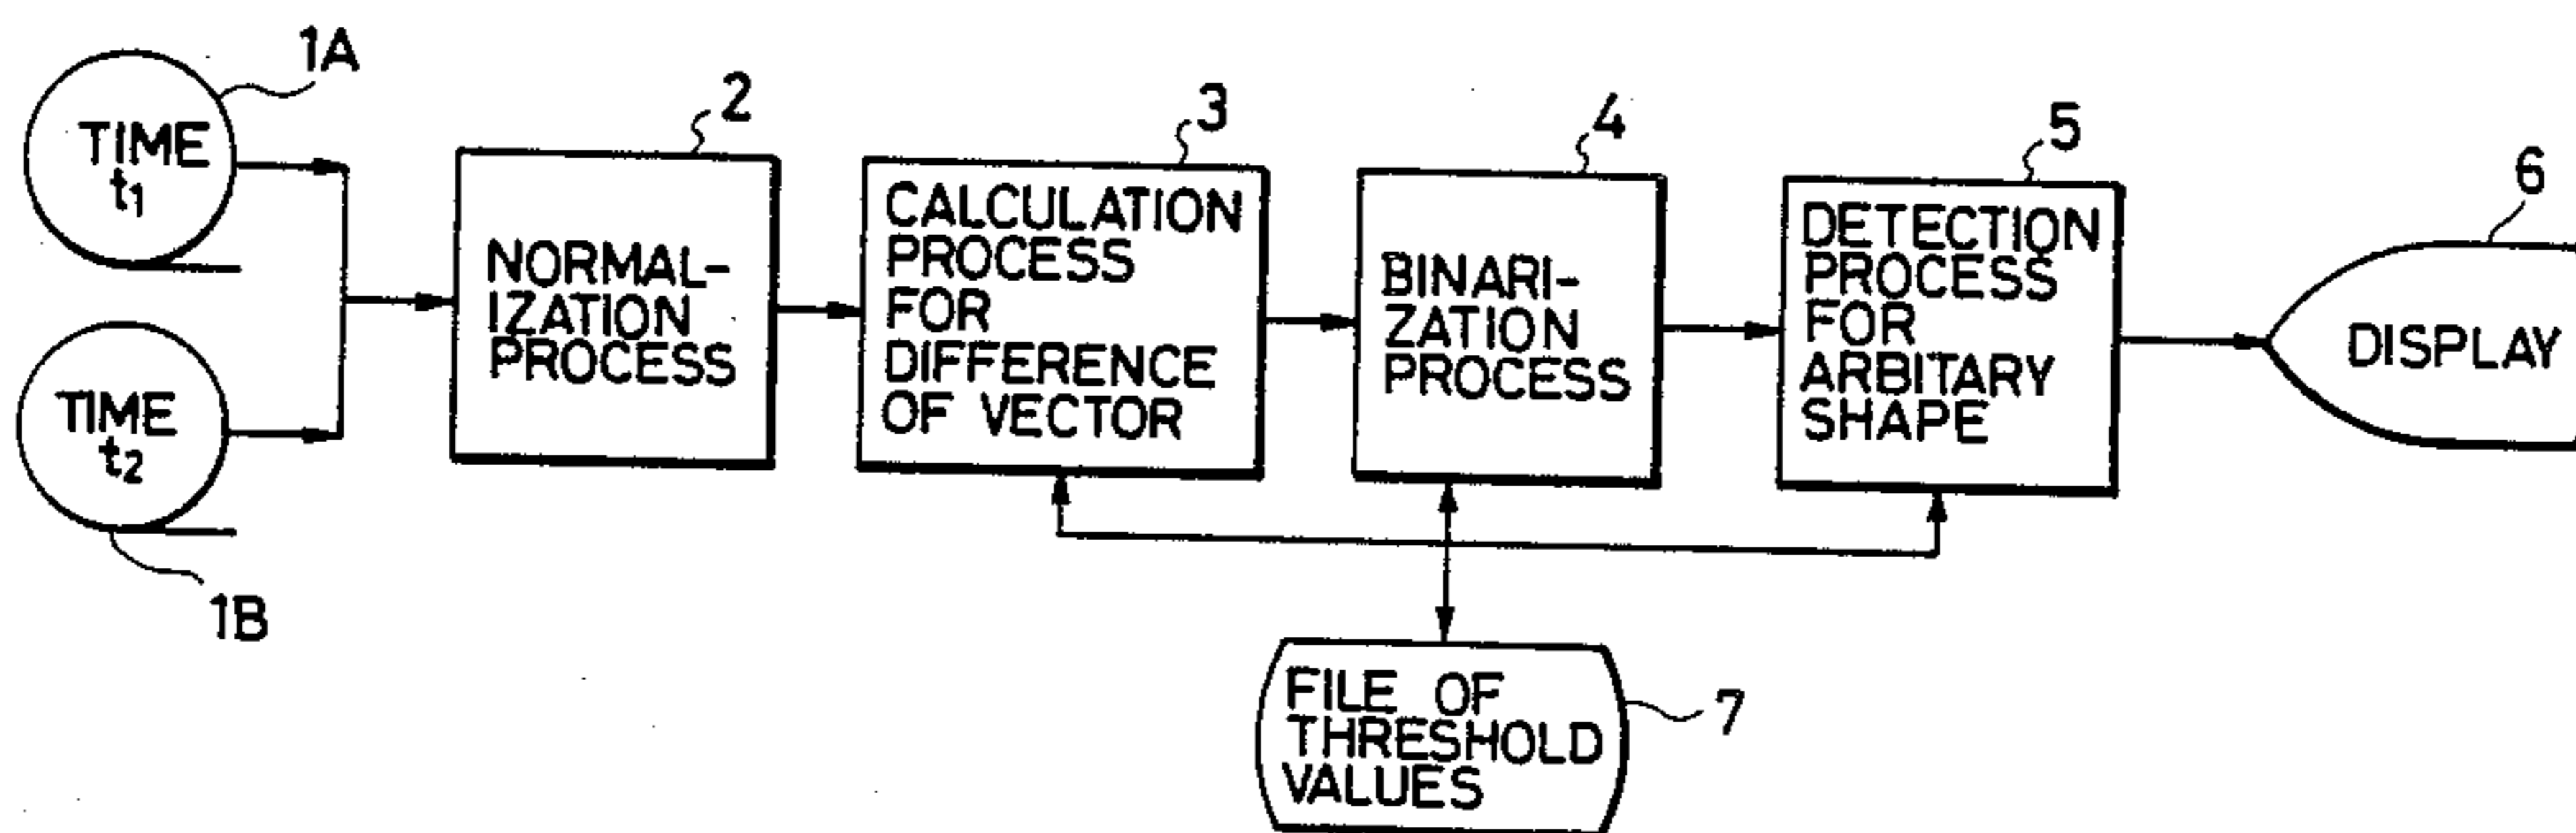 1A
TIME
t1
2
NORMAL-
IZATION
PROCESS
3
CALCULATION
PROCESS
FOR
DIFFERENCE
OF VECTOR
4
BINARI-
ZATION
PROCESS
5
DETECTION
PROCESS
FOR
ARBITARY
SHAPE
6
DISPLAY
TIME
t2
1B
FILE OF
THRESHOLD
VALUES
7